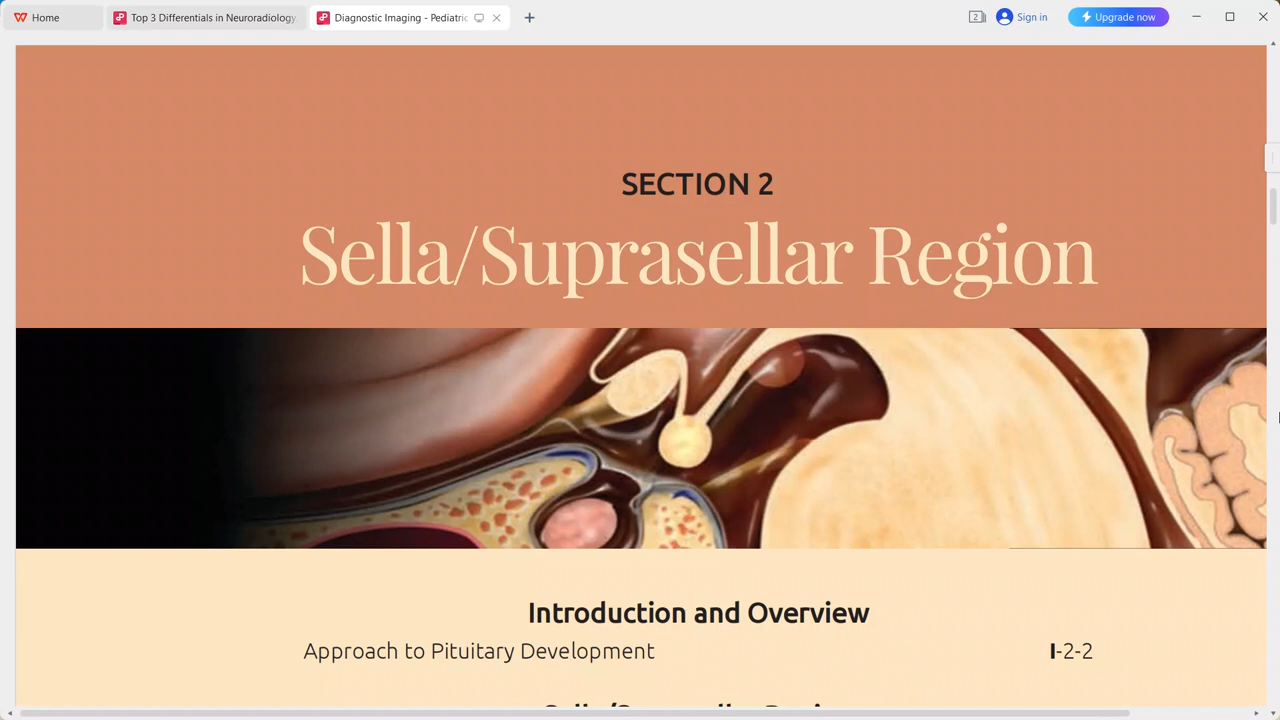 Home
Top 3 Differentials in Neuroradiology.
Diagnostic Imaging - Pediatric
2
Sign in
Upgrade now
SECTION 2
Sella/Suprasellar Region
Introduction and Overview
Approach to Pituitary Development I-2-2